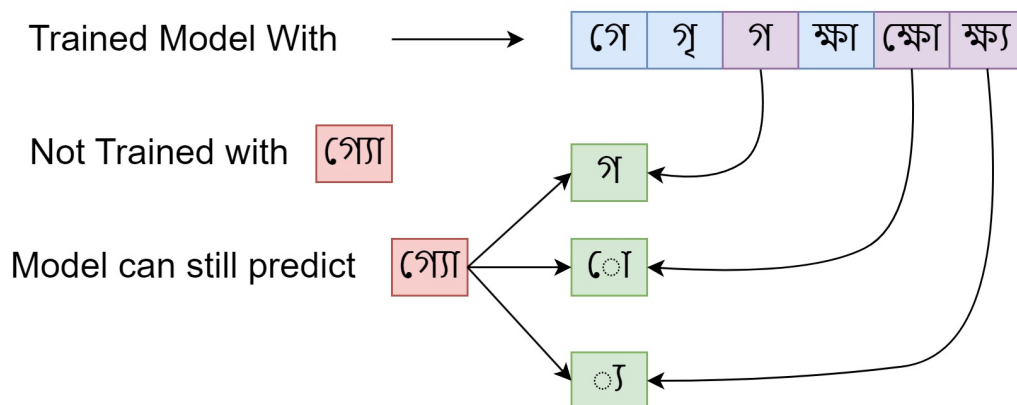 Trained Model With গে গৃ গ ক্ষা ক্ষো ক্ষ্য
Not Trained with গ্যো
গ
Model can still predict গ্যো ো
্য